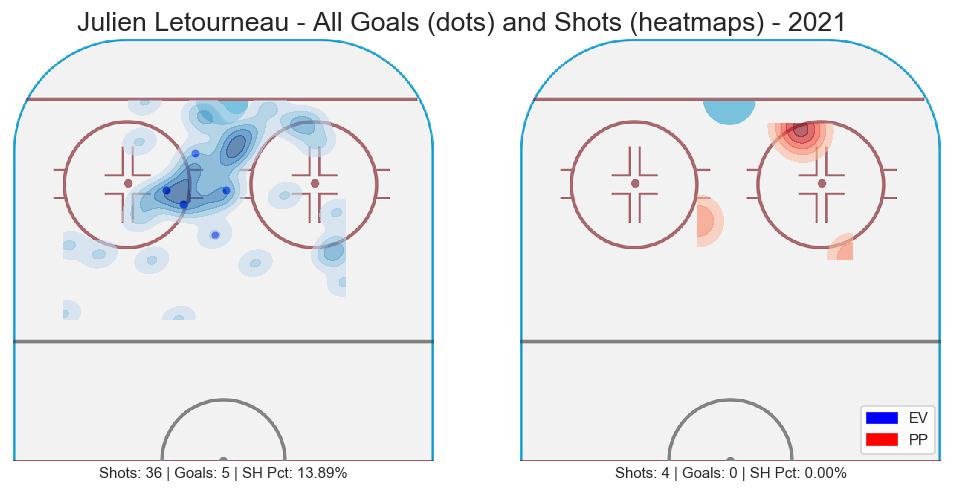 Julien Letourneau - All Goals (dots) and Shots (heatmaps) - 2021
EV
PP
Shots: 36 | Goals: 5 | SH Pct: 13.89%
Shots: 4 | Goals: 0 | SH Pct: 0.00%